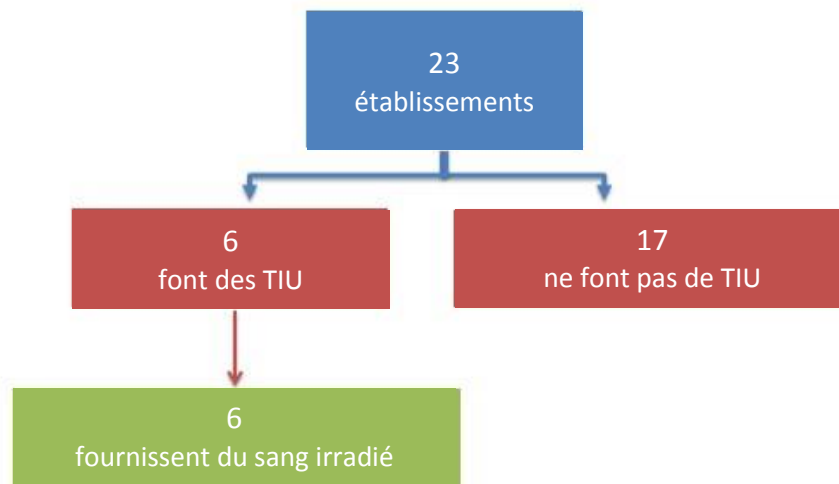 23
établissements
6
font des TIU
17
ne font pas de TIU
6
fournissent du sang irradié